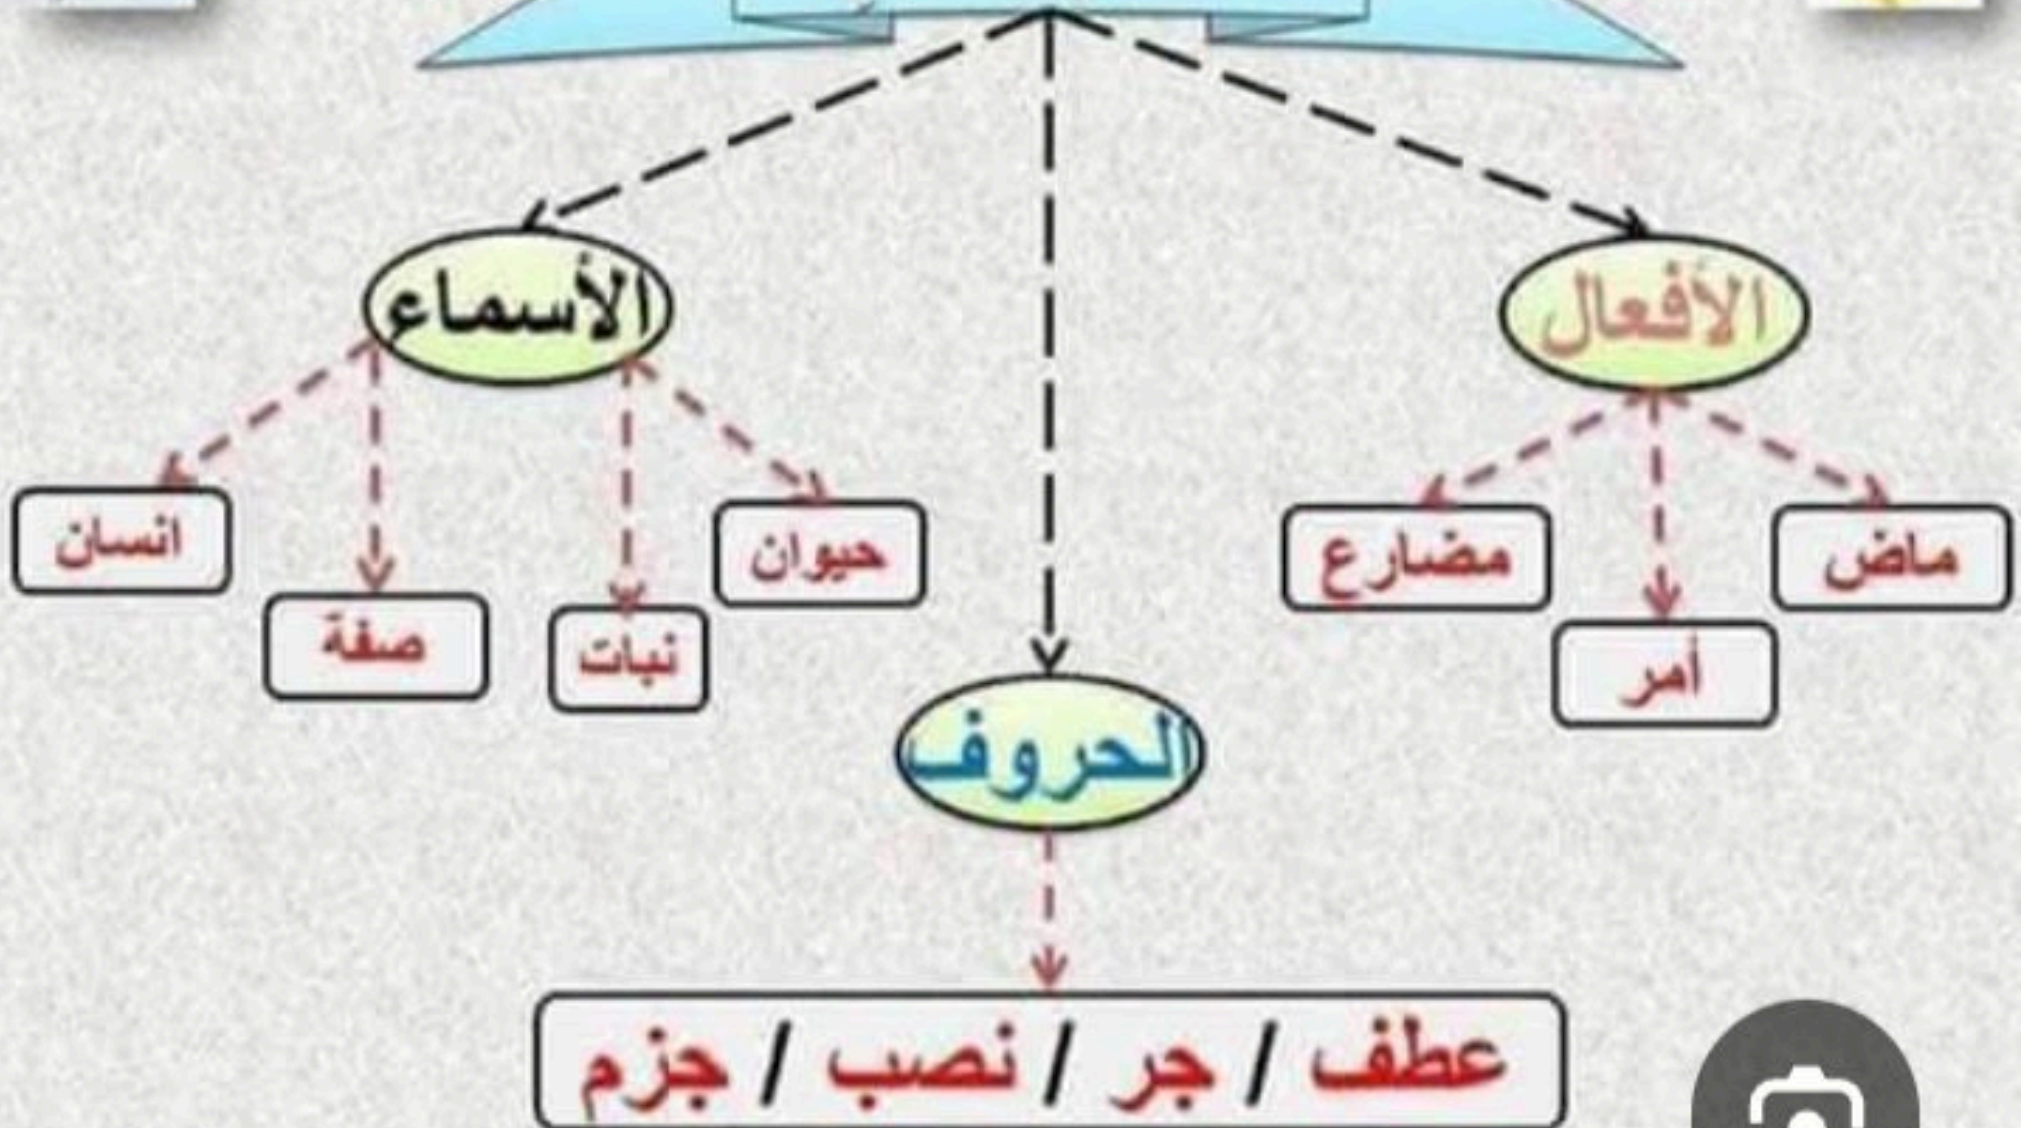 الأفعال
الأسماء
ماض
مضارع
أمر
حيوان
نبات
صفة
انسان
الحروف
عطف / جر / نصب / جزم